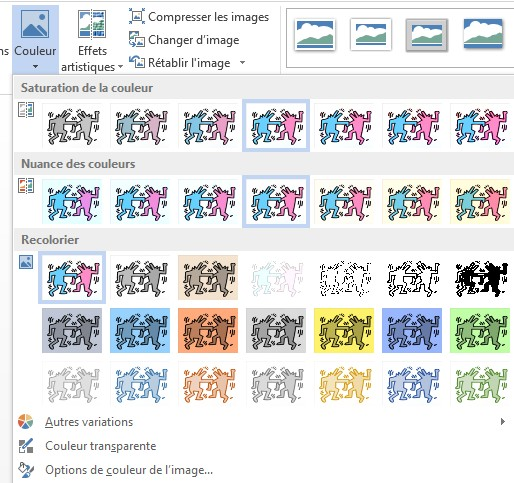 ns
Couleur
Effets
artistiques
Compresser les images
Changer d'image
Rétablir l'image
Saturation de la couleur
Nuance des couleurs
Recolorier
Autres variations
Couleur transparente
Options de couleur de l'image...